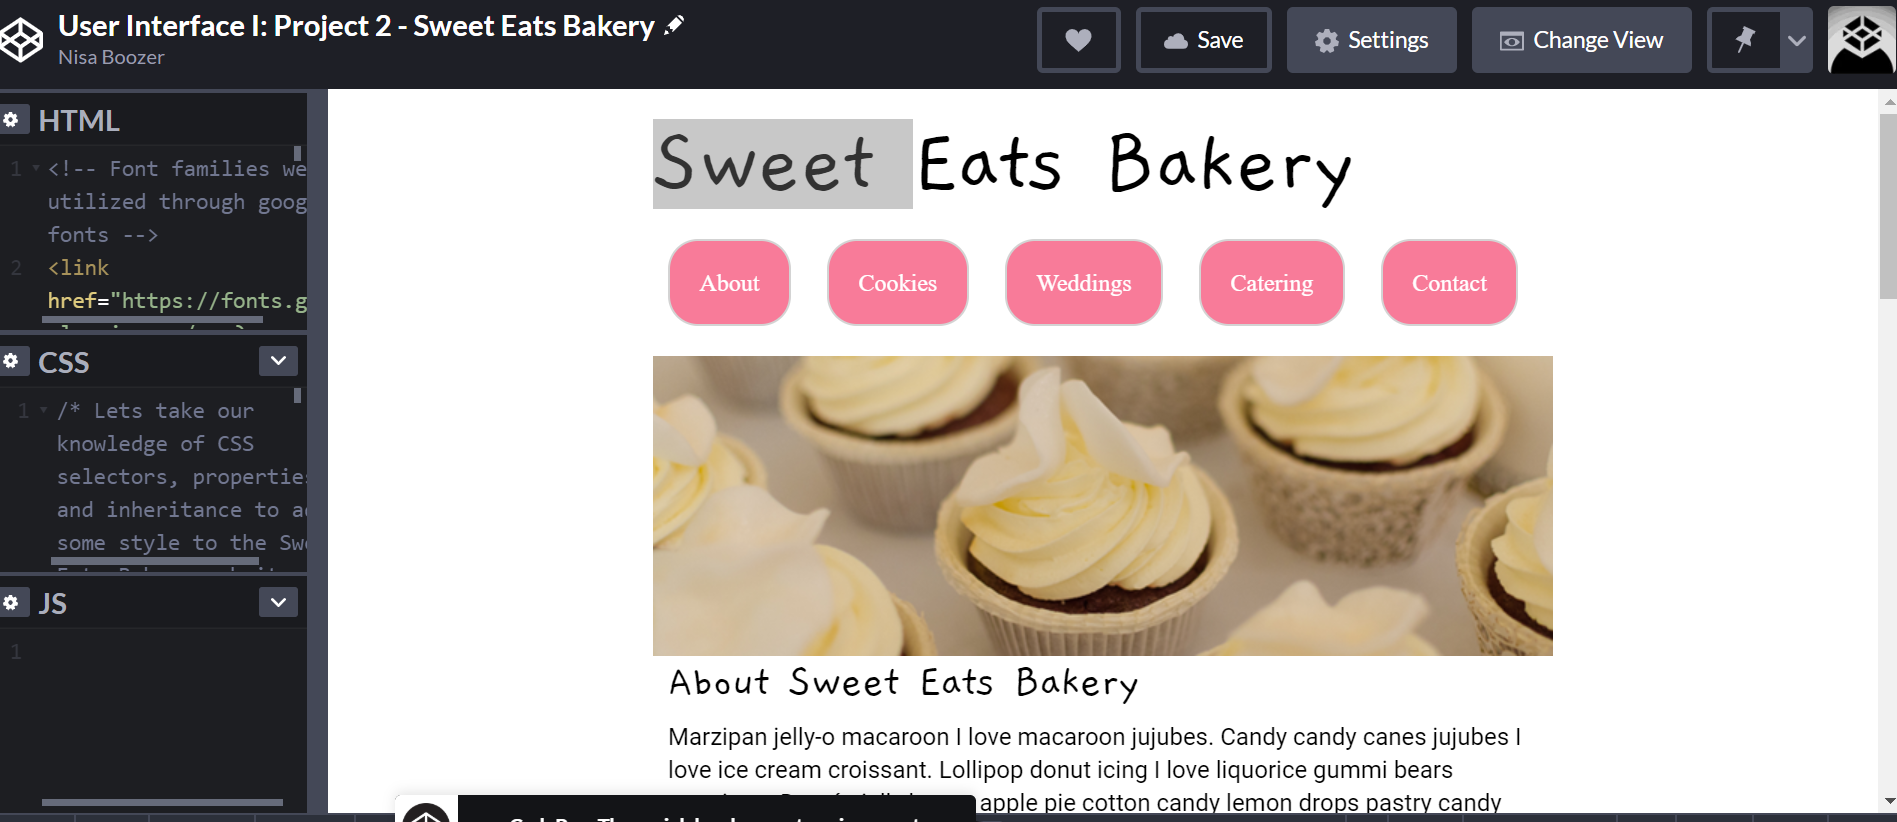 User Interface I: Project 2 - Sweet Eats Bakery
Nisa Boozer
Save
Settings
Change View
HTML
1
<!-- Font families we
utilized through goog
fonts -->
2
<link
href="https://fonts.g
CSS
1
/* Lets take our
knowledge of CSS
selectors, properties
and inheritance to a
some style to the Sw
JS
1
Sweet Eats Bakery
About
Cookies
Weddings
Catering
Contact
About Sweet Eats Bakery
Marzipan jelly-o macaroon I love macaroon jujubes. Candy candy canes jujubes I
love ice cream croissant. Lollipop donut icing I love liquorice gummi bears
apple pie cotton candy lemon drops pastry candy